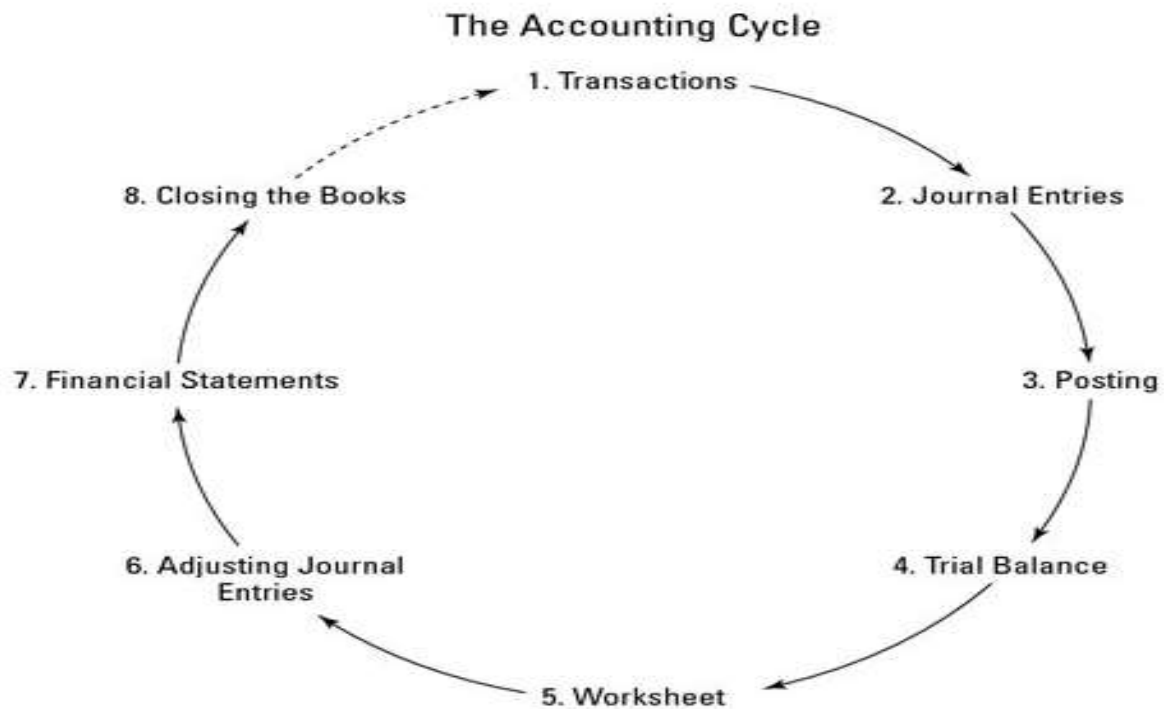 The Accounting Cycle
1. Transactions
2. Journal Entries
3. Posting
4. Trial Balance
5. Worksheet
6. Adjusting Journal
Entries
7. Financial Statements
8. Closing the Books